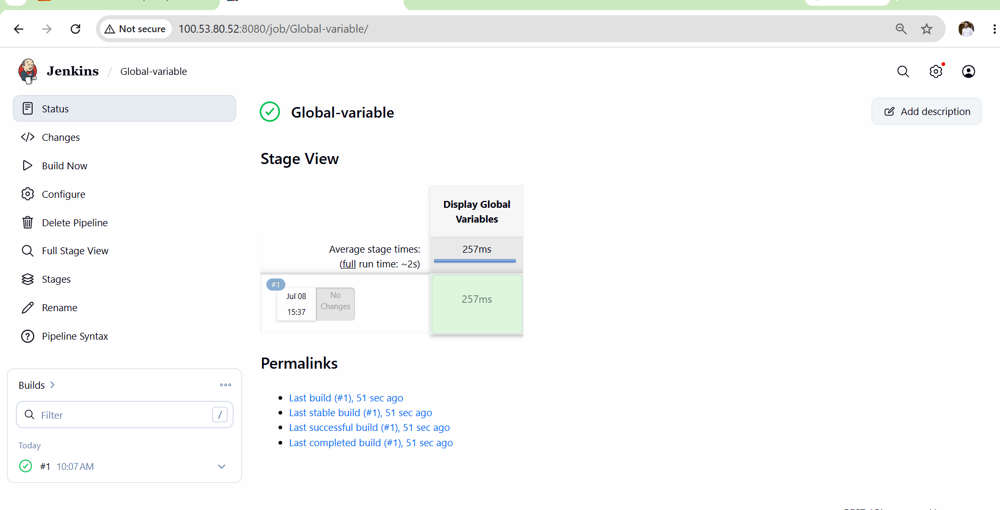 Not secure
100.53.80.52:8080/job/Global-variable/
Jenkins / Global-variable
Status
Changes
Build Now
Configure
Delete Pipeline
Full Stage View
Stages
Rename
Pipeline Syntax
Builds
Filter /
Today
#1 10:07 AM
Global-variable
Add description
Stage View
Display Global
Variables
Average stage times:
(full run time: ~2s)
257ms
#1
Jul 08
15:37
No
Changes
257ms
Permalinks
Last build (#1), 51 sec ago
Last stable build (#1), 51 sec ago
Last successful build (#1), 51 sec ago
Last completed build (#1), 51 sec ago